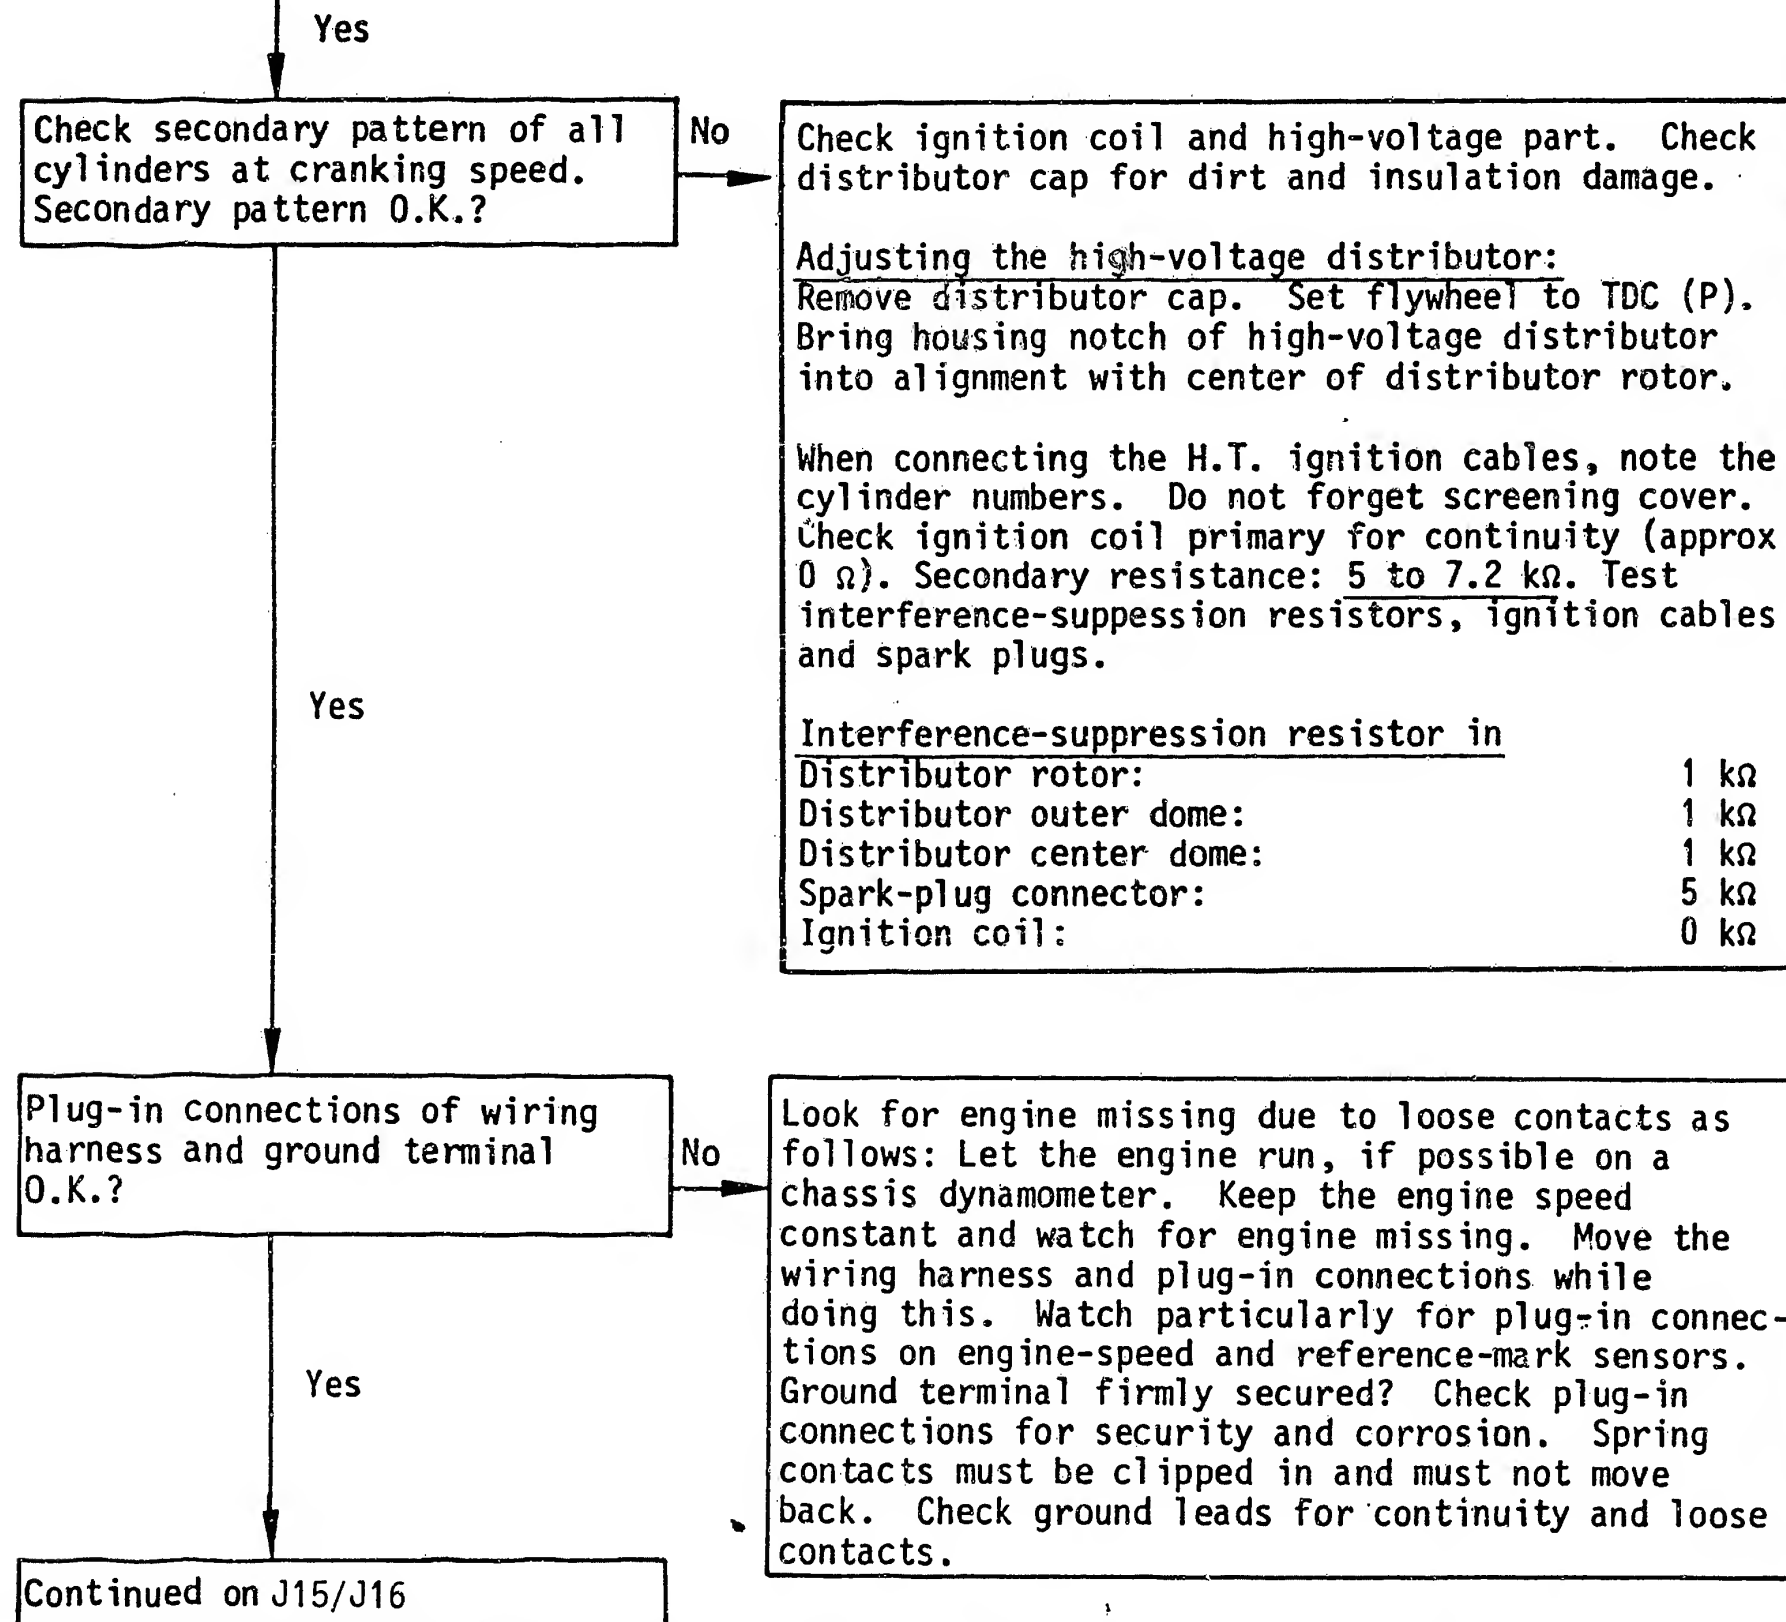 Yes
Check secondary pattern of all
cylinders at cranking speed.
Secondary pattern O.K.?
No
Check ignition coil and high-voltage part. Check
distributor cap for dirt and insulation damage.
Adjusting the high-voltage distributor:
Remove distributor cap. Set flywheel to TDC (P).
Bring housing notch of high-voltage distributor
into alignment with center of distributor rotor.
When connecting the H.T. ignition cables, note the
cylinder numbers. Do not forget screening cover.
Check ignition coil primary for continuity (approx
0 Ω). Secondary resistance: 5 to 7.2 kΩ. Test
interference-suppession resistors, ignition cables
and spark plugs.
Interference-suppression resistor in
Distributor rotor: 1 kΩ
Distributor outer dome: 1 kΩ
Distributor center dome: 1 kΩ
Spark-plug connector: 5 kΩ
Ignition coil: 0 kΩ
Yes
Plug-in connections of wiring
harness and ground terminal
O.K.?
No
Look for engine missing due to loose contacts as
follows: Let the engine run, if possible on a
chassis dynamometer. Keep the engine speed
constant and watch for engine missing. Move the
wiring harness and plug-in connections while
doing this. Watch particularly for plug-in connec-
tions on engine-speed and reference-mark sensors.
Ground terminal firmly secured? Check plug-in
connections for security and corrosion. Spring
contacts must be clipped in and must not move
back. Check ground leads for continuity and loose
contacts.
Yes
Continued on J15/J16